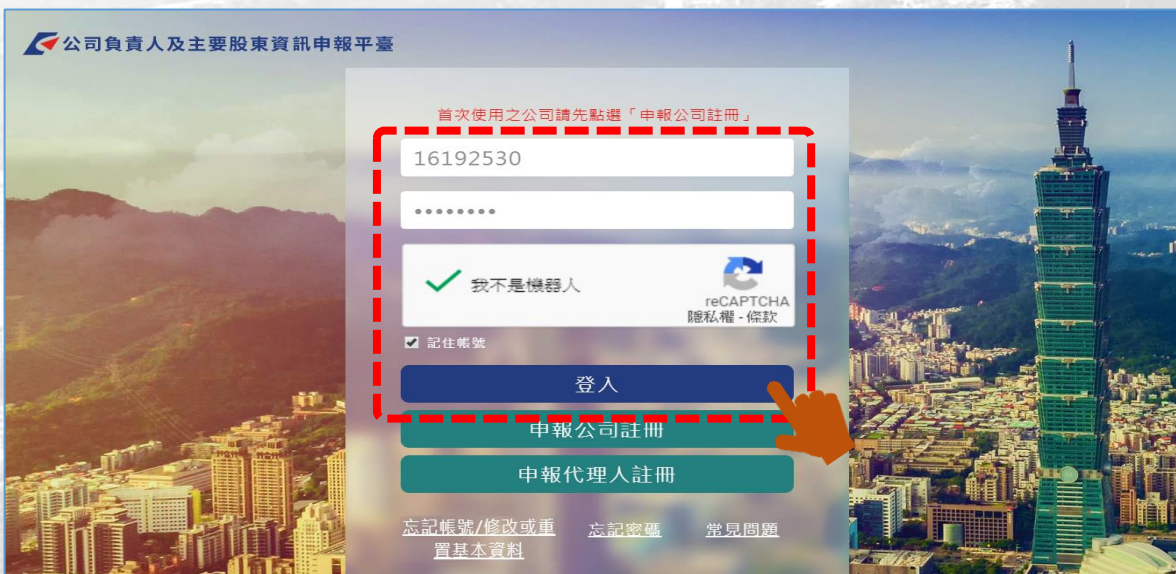 公司負責人及主要股東資訊申報平臺
首次使用之公司請先點選「申報公司註冊」
16192530
••••••••
我不是機器人
reCAPTCHA
隱私權 - 條款
記住帳號
登入
申報公司註冊
申報代理人註冊
忘記帳號/修改或重
置基本資料
忘記密碼
常見問題